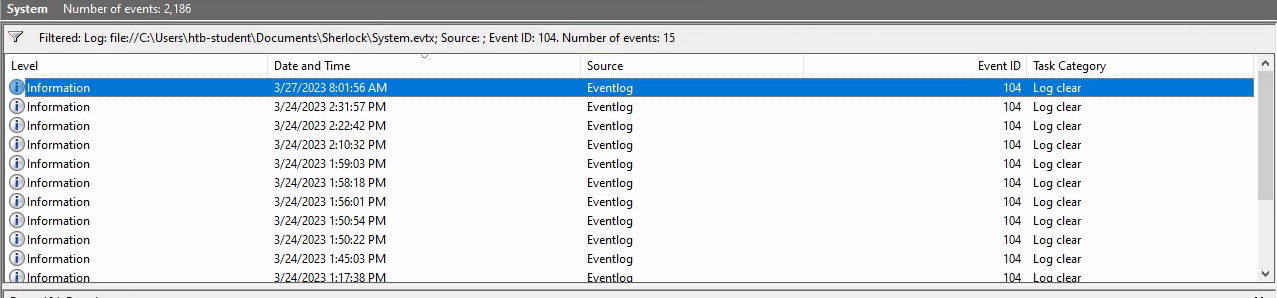 System Number of events: 2,186
Filtered: Log: file://C:\Users\htb-student\Documents\Sherlock\System.evtx; Source: ; Event ID: 104. Number of events: 15
Level Date and Time Source Event ID Task Category
Information 3/27/2023 8:01:56 AM Eventlog 104 Log clear
Information 3/24/2023 2:31:57 PM Eventlog 104 Log clear
Information 3/24/2023 2:22:42 PM Eventlog 104 Log clear
Information 3/24/2023 2:10:32 PM Eventlog 104 Log clear
Information 3/24/2023 1:59:03 PM Eventlog 104 Log clear
Information 3/24/2023 1:58:18 PM Eventlog 104 Log clear
Information 3/24/2023 1:56:01 PM Eventlog 104 Log clear
Information 3/24/2023 1:50:54 PM Eventlog 104 Log clear
Information 3/24/2023 1:50:22 PM Eventlog 104 Log clear
Information 3/24/2023 1:45:03 PM Eventlog 104 Log clear
Information 3/24/2023 1:17:38 PM Eventlog 104 Log clear